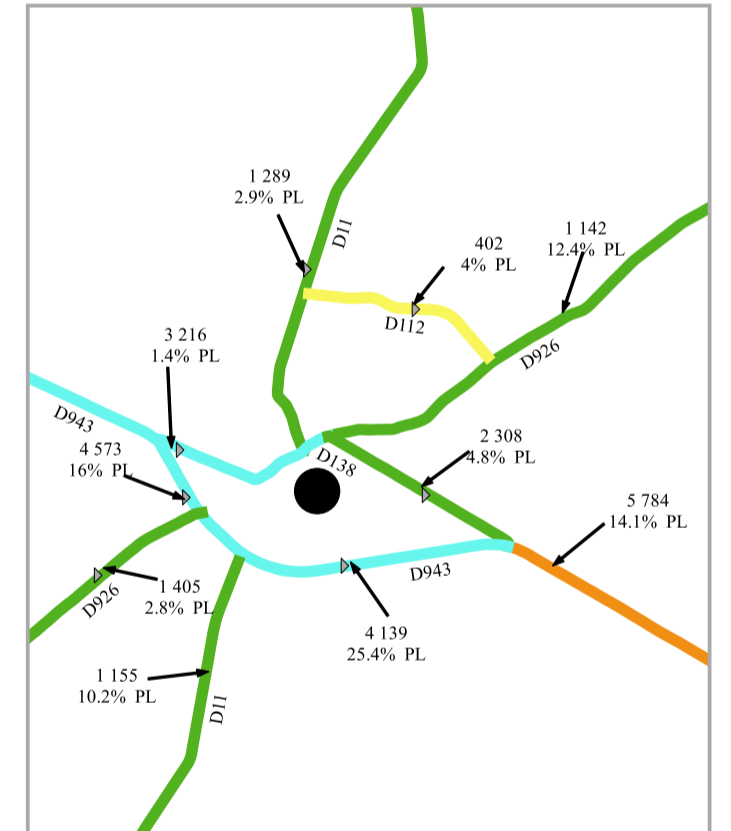 1 289
2.9% PL
D11
402
4% PL
1 142
12.4% PL
D112
D926
3 216
1.4% PL
D943
4 573
16% PL
D138
2 308
4.8% PL
5 784
14.1% PL
D943
1 405
2.8% PL
D926
4 139
25.4% PL
1 155
10.2% PL
D11